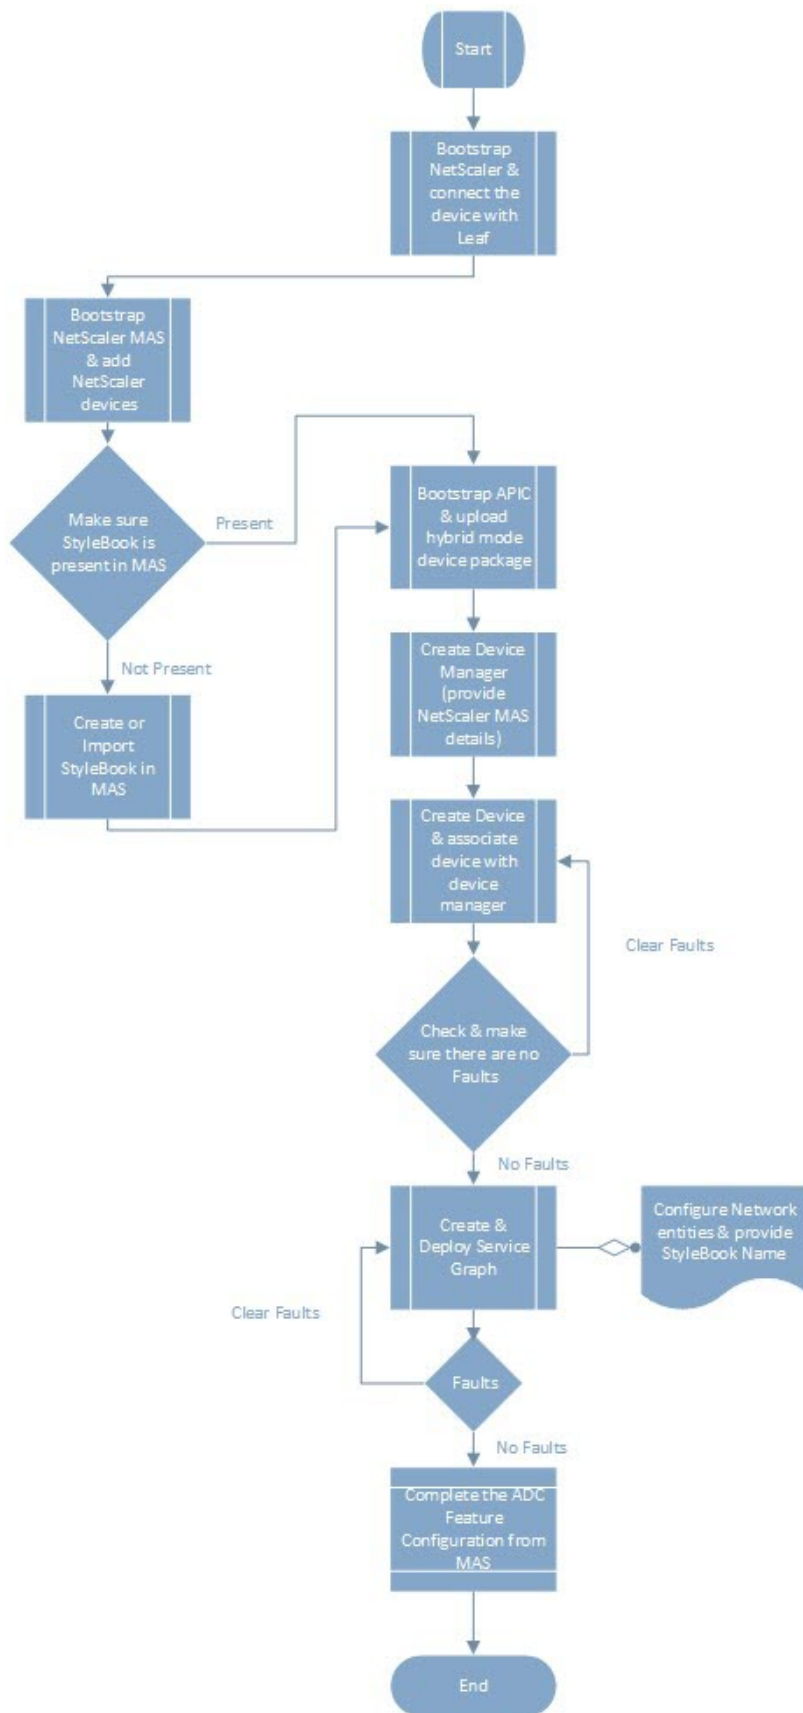 Start
Bootstrap
NetScaler &
connect the
device with
Leaf
Bootstrap
NetScaler MAS
& add
NetScaler
devices
Make sure
StyleBook is
present in MAS
Present
Not Present
Create or
Import
StyleBook in
MAS
Bootstrap APIC
& upload
hybrid mode
device package
Create Device
Manager
(provide
NetScaler MAS
details)
Create Device
& associate
device with
device
manager
Clear Faults
Check & make
sure there are no
Faults
No Faults
Create &
Deploy Service
Graph
Configure Network
entities & provide
StyleBook Name
Clear Faults
Faults
No Faults
Complete the ADC
Feature
Configuration from
MAS
End